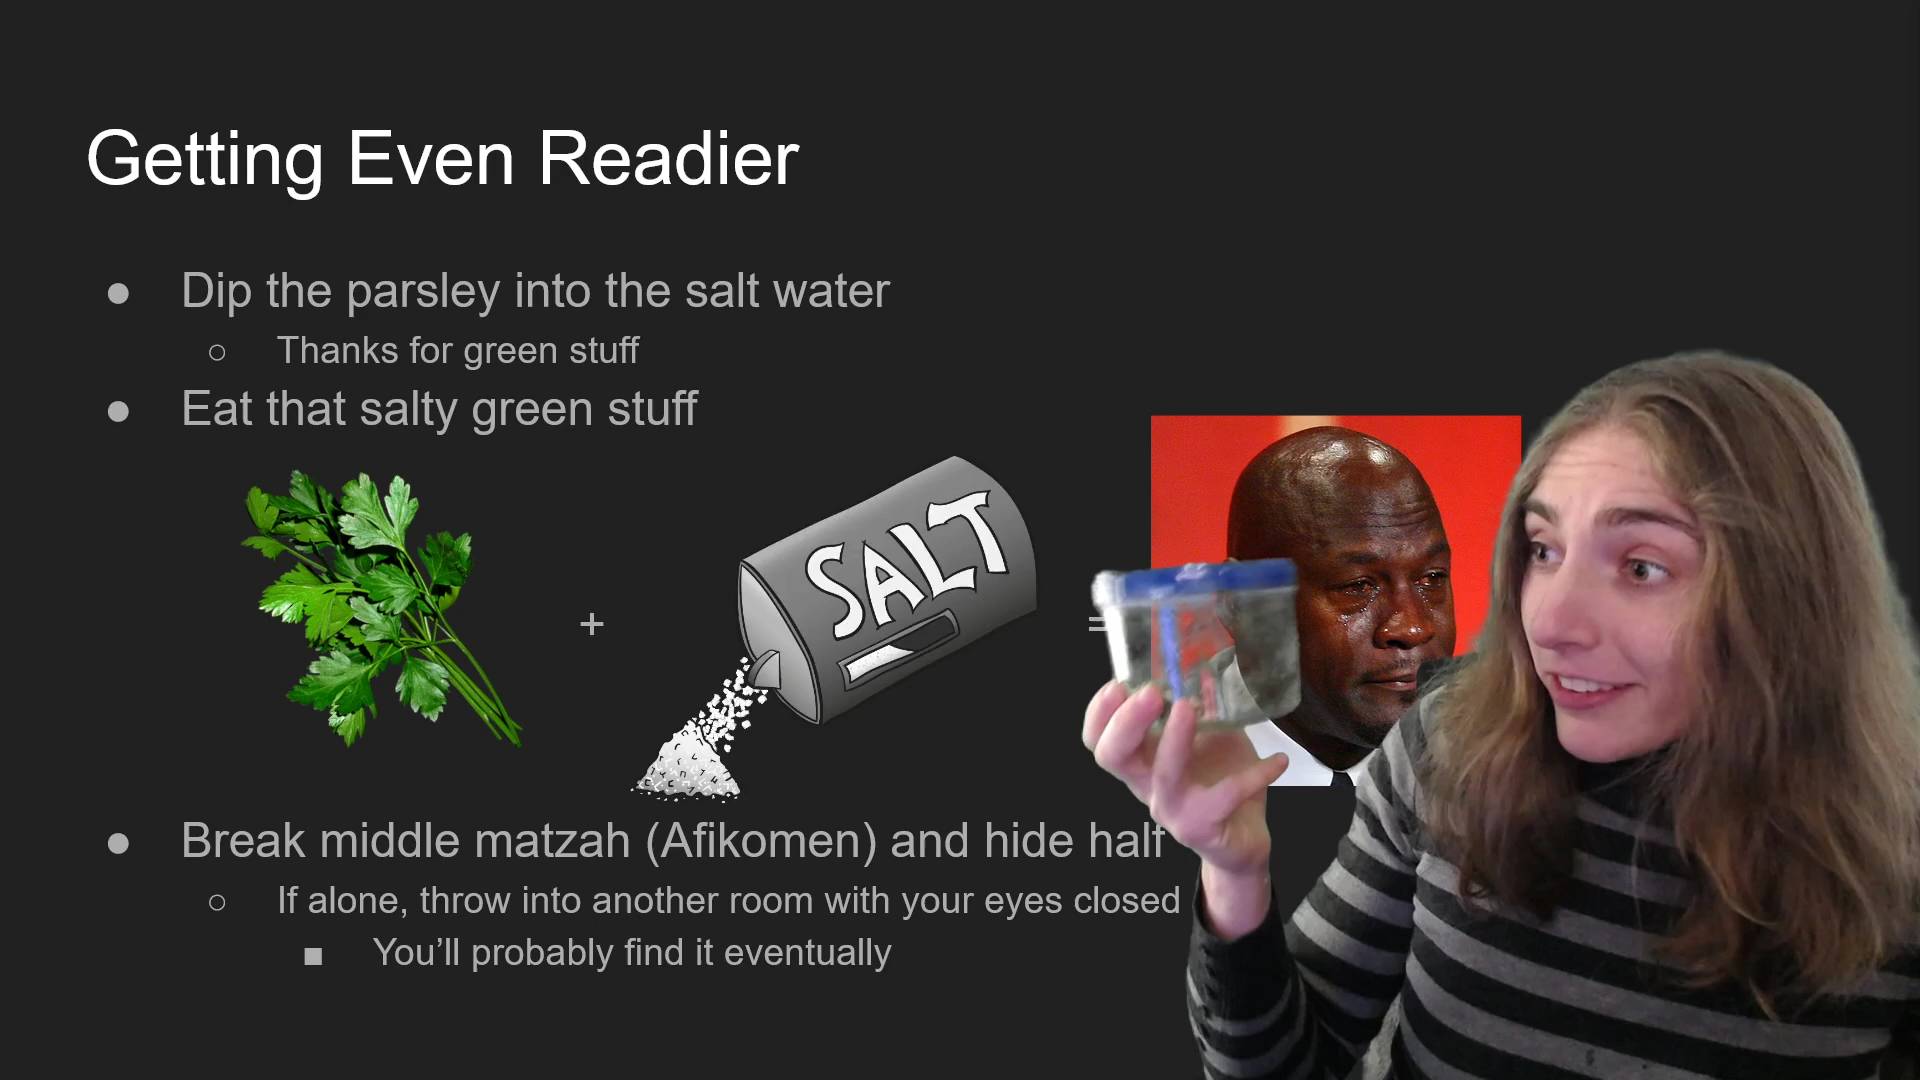 Getting Even Readier
● Dip the parsley into the salt water
○ Thanks for green stuff
● Eat that salty green stuff
SALT
+
=
● Break middle matzah (Afikomen) and hide half
○ If alone, throw into another room with your eyes closed
■ You’ll probably find it eventually